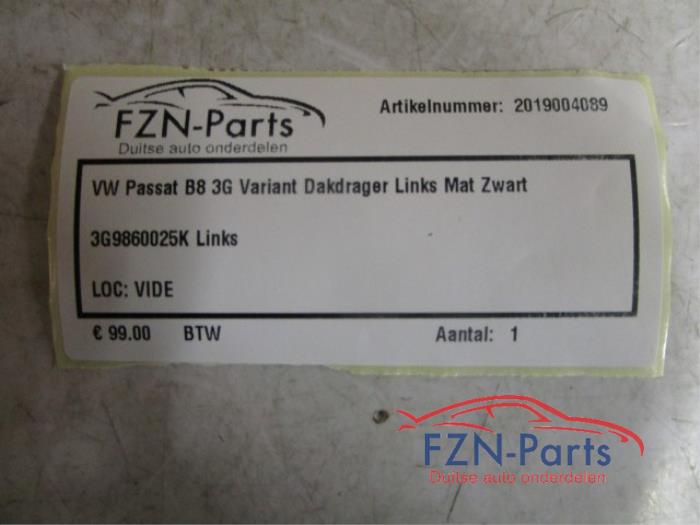 FZN-Parts
Duitse auto onderdelen
Artikelnummer: 2019004089
VW Passat B8 3G Variant Dakdrager Links Mat Zwart
3G9860025K Links
LOC: VIDE
€ 99.00 BTW Aantal: 1
FZN-Parts
Duitse auto onderdelen